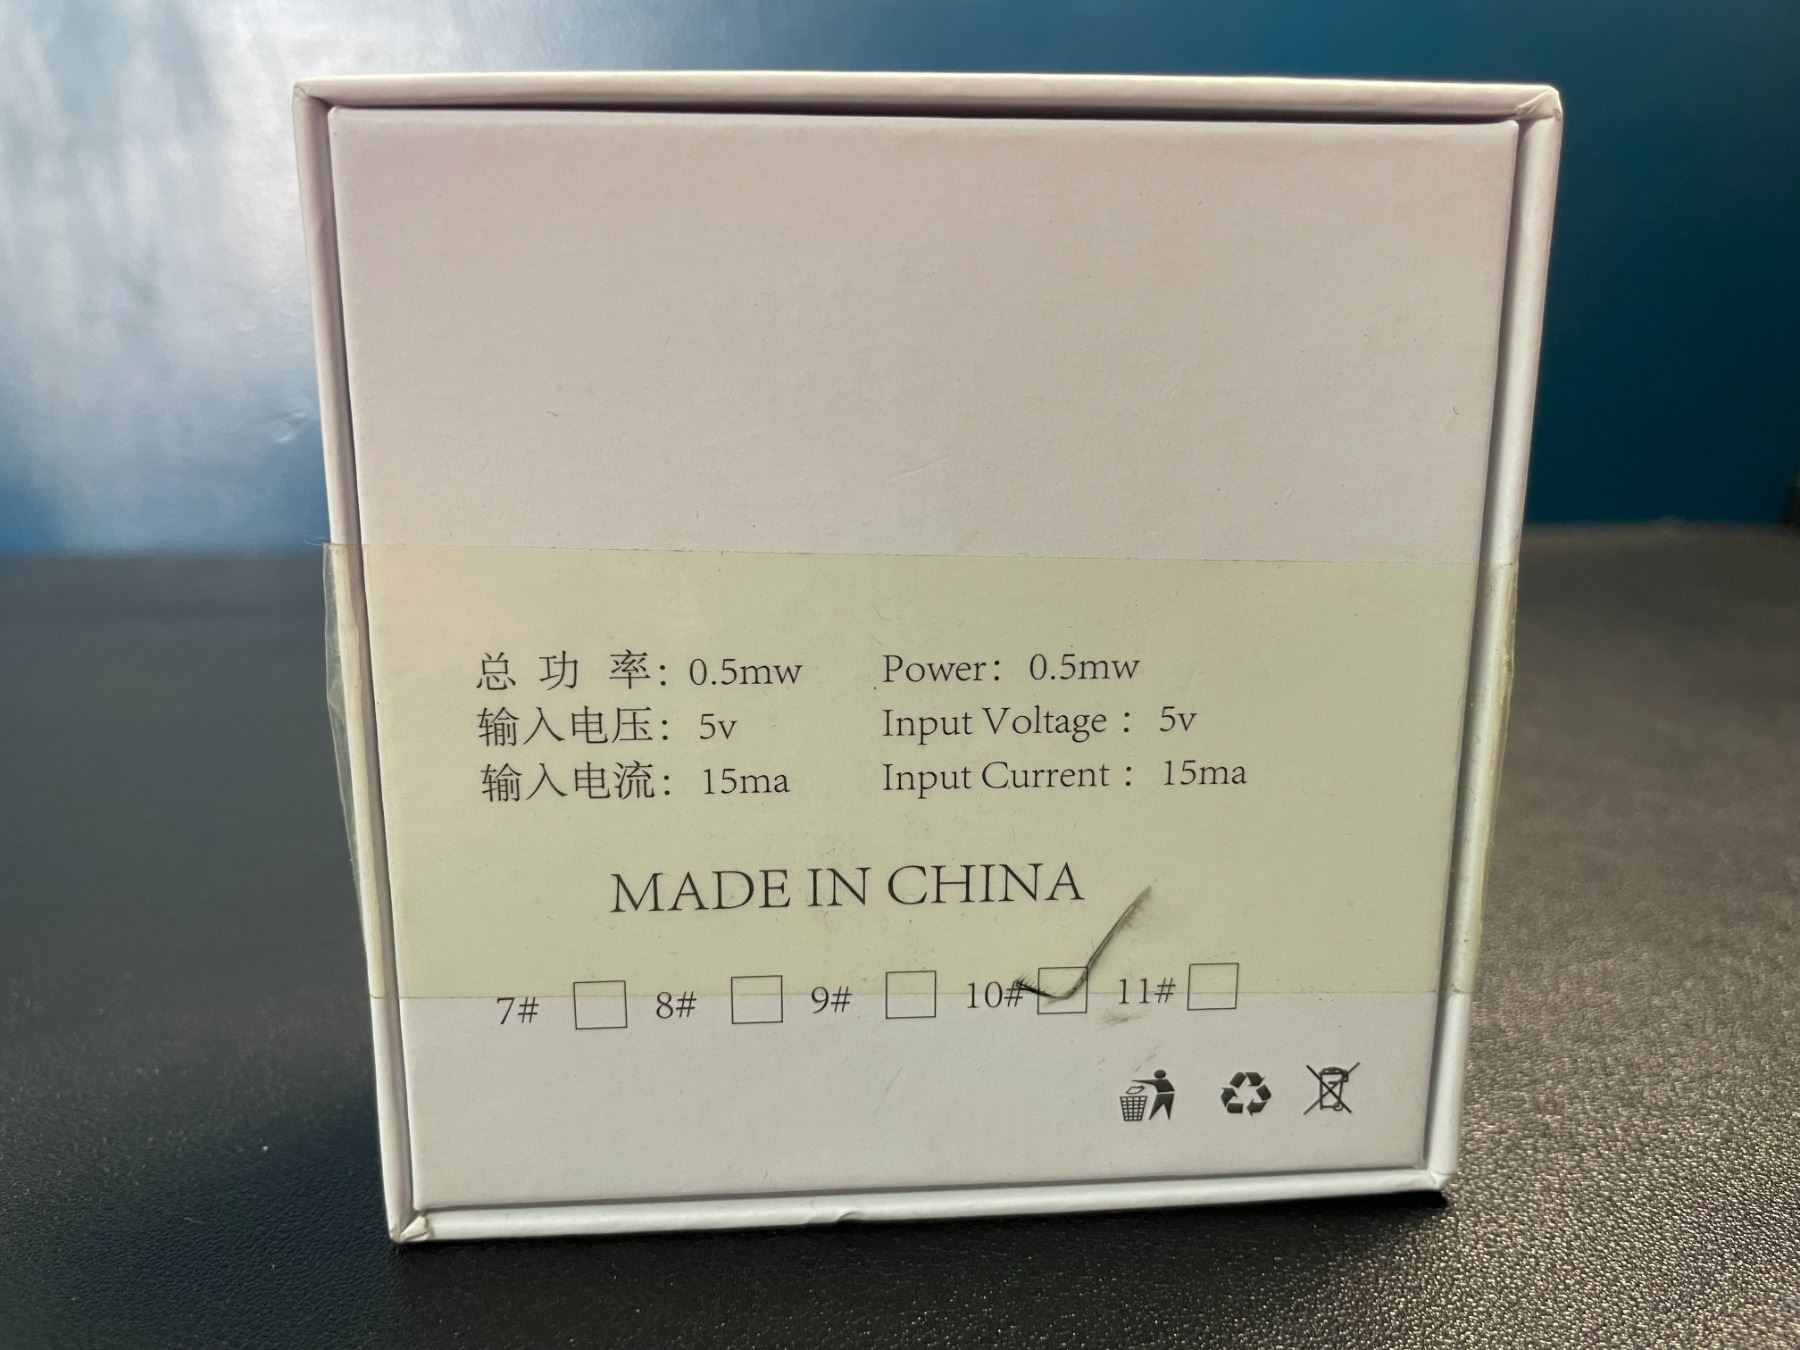 总 功 率：0.5mw Power：0.5mw
输入电压：5v Input Voltage：5v
输入电流：15ma Input Current：15ma
MADE IN CHINA
7# 8# 9# 10# 11#